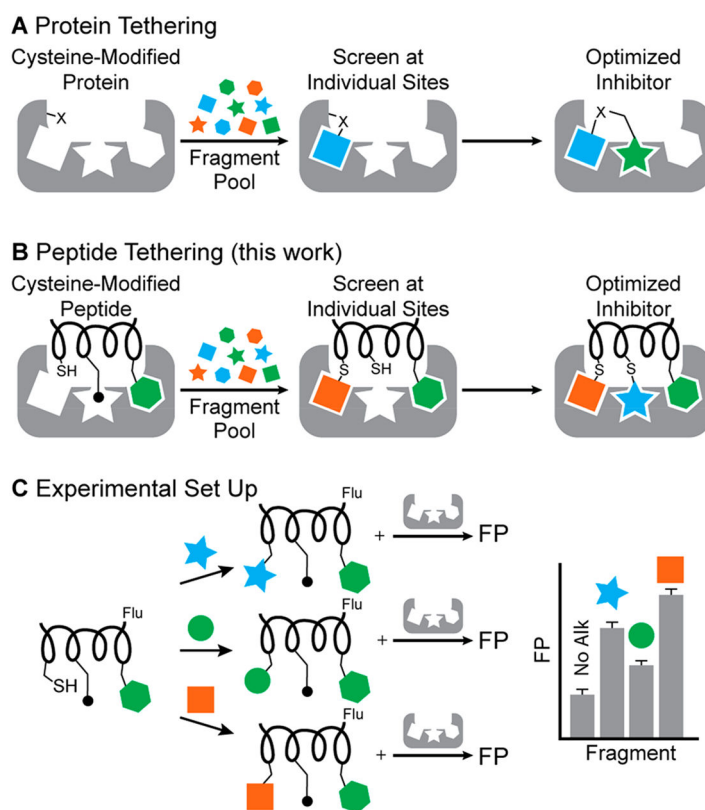 A Protein Tethering
Cysteine-Modified
Protein
Fragment
Pool
X
Screen at
Individual Sites
X
Optimized
Inhibitor
X
B Peptide Tethering (this work)
Cysteine-Modified
Peptide
SH
Fragment
Pool
Screen at
Individual Sites
S
SH
Optimized
Inhibitor
S
S
C Experimental Set Up
Flu
SH
Flu
+
FP
Flu
+
FP
Flu
+
FP
FP
No Alk
Fragment